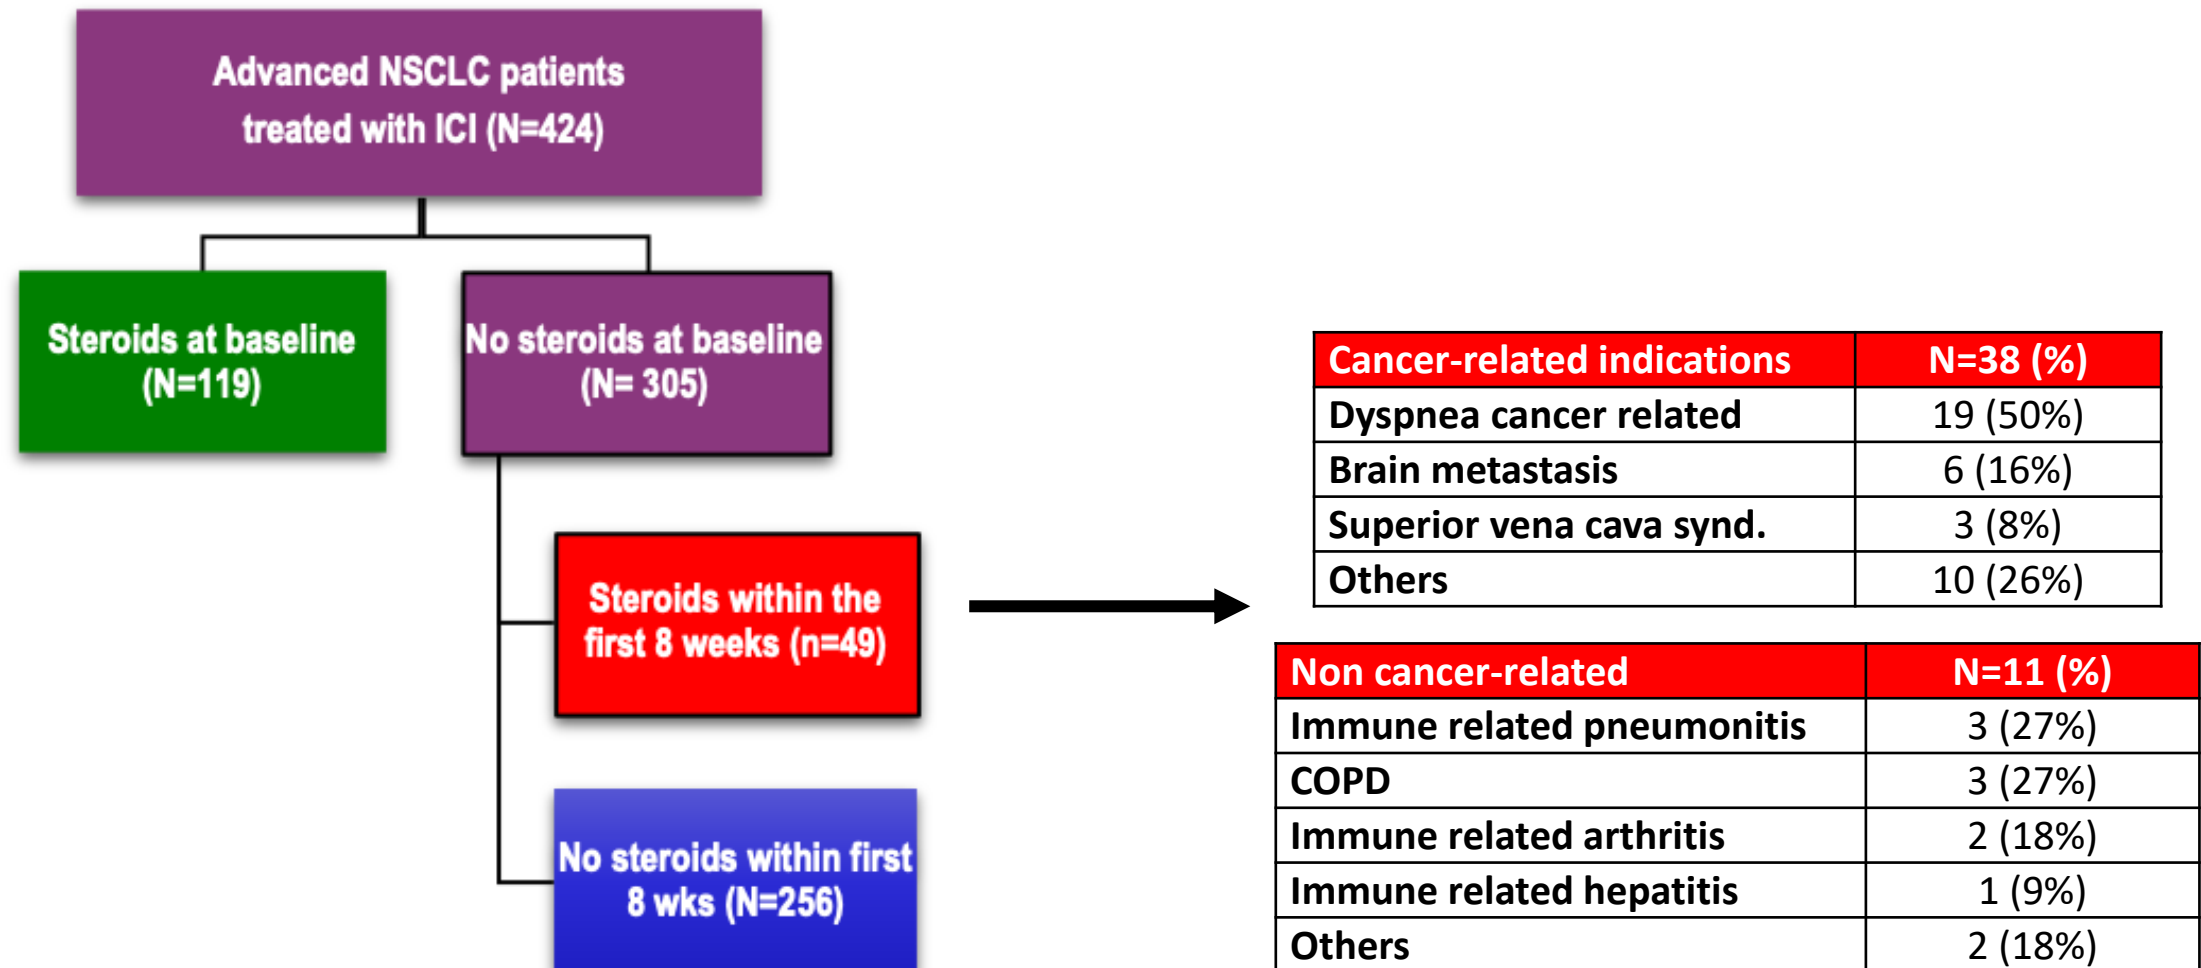 Advanced NSCLC patients
treated with ICI (N=424)
Steroids at baseline
(N=119)
No steroids at baseline
(N= 305)
Steroids within the
first 8 weeks (n=49)
No steroids within first
8 wks (N=256)
Cancer-related indications N=38 (%)
Dyspnea cancer related 19 (50%)
Brain metastasis 6 (16%)
Superior vena cava synd. 3 (8%)
Others 10 (26%)
Non cancer-related N=11 (%)
Immune related pneumonitis 3 (27%)
COPD 3 (27%)
Immune related arthritis 2 (18%)
Immune related hepatitis 1 (9%)
Others 2 (18%)